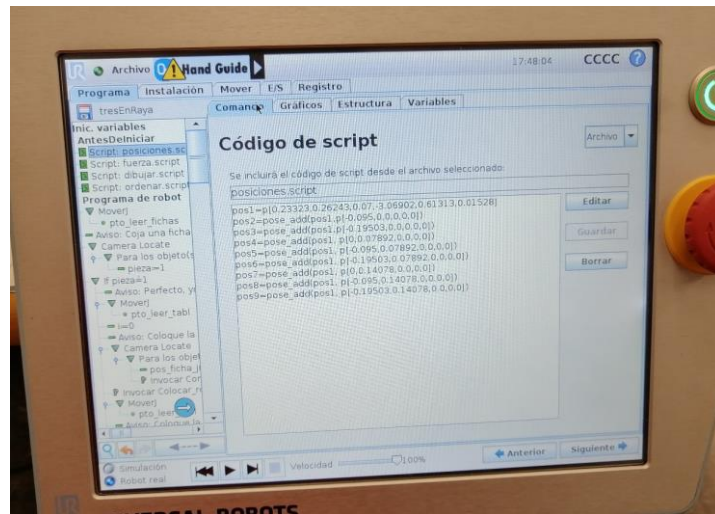 Archivo
Hand Guide
17:48:04
CCCC
?
Programa Instalación Mover E/S Registro
tresEnRaya
Comando Gráficos Estructura Variables
Inic. variables
AntesDeIniciar
Script: posiciones.sc
Script: fuerza.script
Script: dibujar.script
Script: ordenar.script
Programa de robot
MoverJ
pto_leer_fichas
Aviso: Coja una ficha
Camera Locate
Para los objeto(s
pieza=1
If pieza=1
Aviso: Perfecto, y
MoverJ
pto_leer_tabl
i=0
Aviso: Coloque la
Camera Locate
Para los obje
pos_ficha_j
Invocar Cor
Invocar Colocar_r
MoverJ
pto_leer
Aviso: Coloque la
Código de script
Archivo
Se incluirá el código de script desde el archivo seleccionado:
posiciones.script
pos1=p[0.23323,0.26243,0.07,-3.06902,0.61313,0.01528]
pos2=pose_add(pos1, p[-0.095,0,0,0,0,0])
pos3=pose_add(pos1, p[-0.19503,0,0,0,0,0])
pos4=pose_add(pos1, p[0,0.07892,0,0,0,0])
pos5=pose_add(pos1, p[-0.095,0.07892,0,0,0,0])
pos6=pose_add(pos1, p[-0.19503,0.07892,0,0,0,0])
pos7=pose_add(pos1, p[0,0.14078,0,0,0,0])
pos8=pose_add(pos1, p[-0.095,0.14078,0,0,0,0])
pos9=pose_add(pos1, p[-0.19503,0.14078,0,0,0,0])
Editar
Guardar
Borrar
Simulación
Robot real
Velocidad
100%
Anterior
Siguiente
UR
ROBOTS